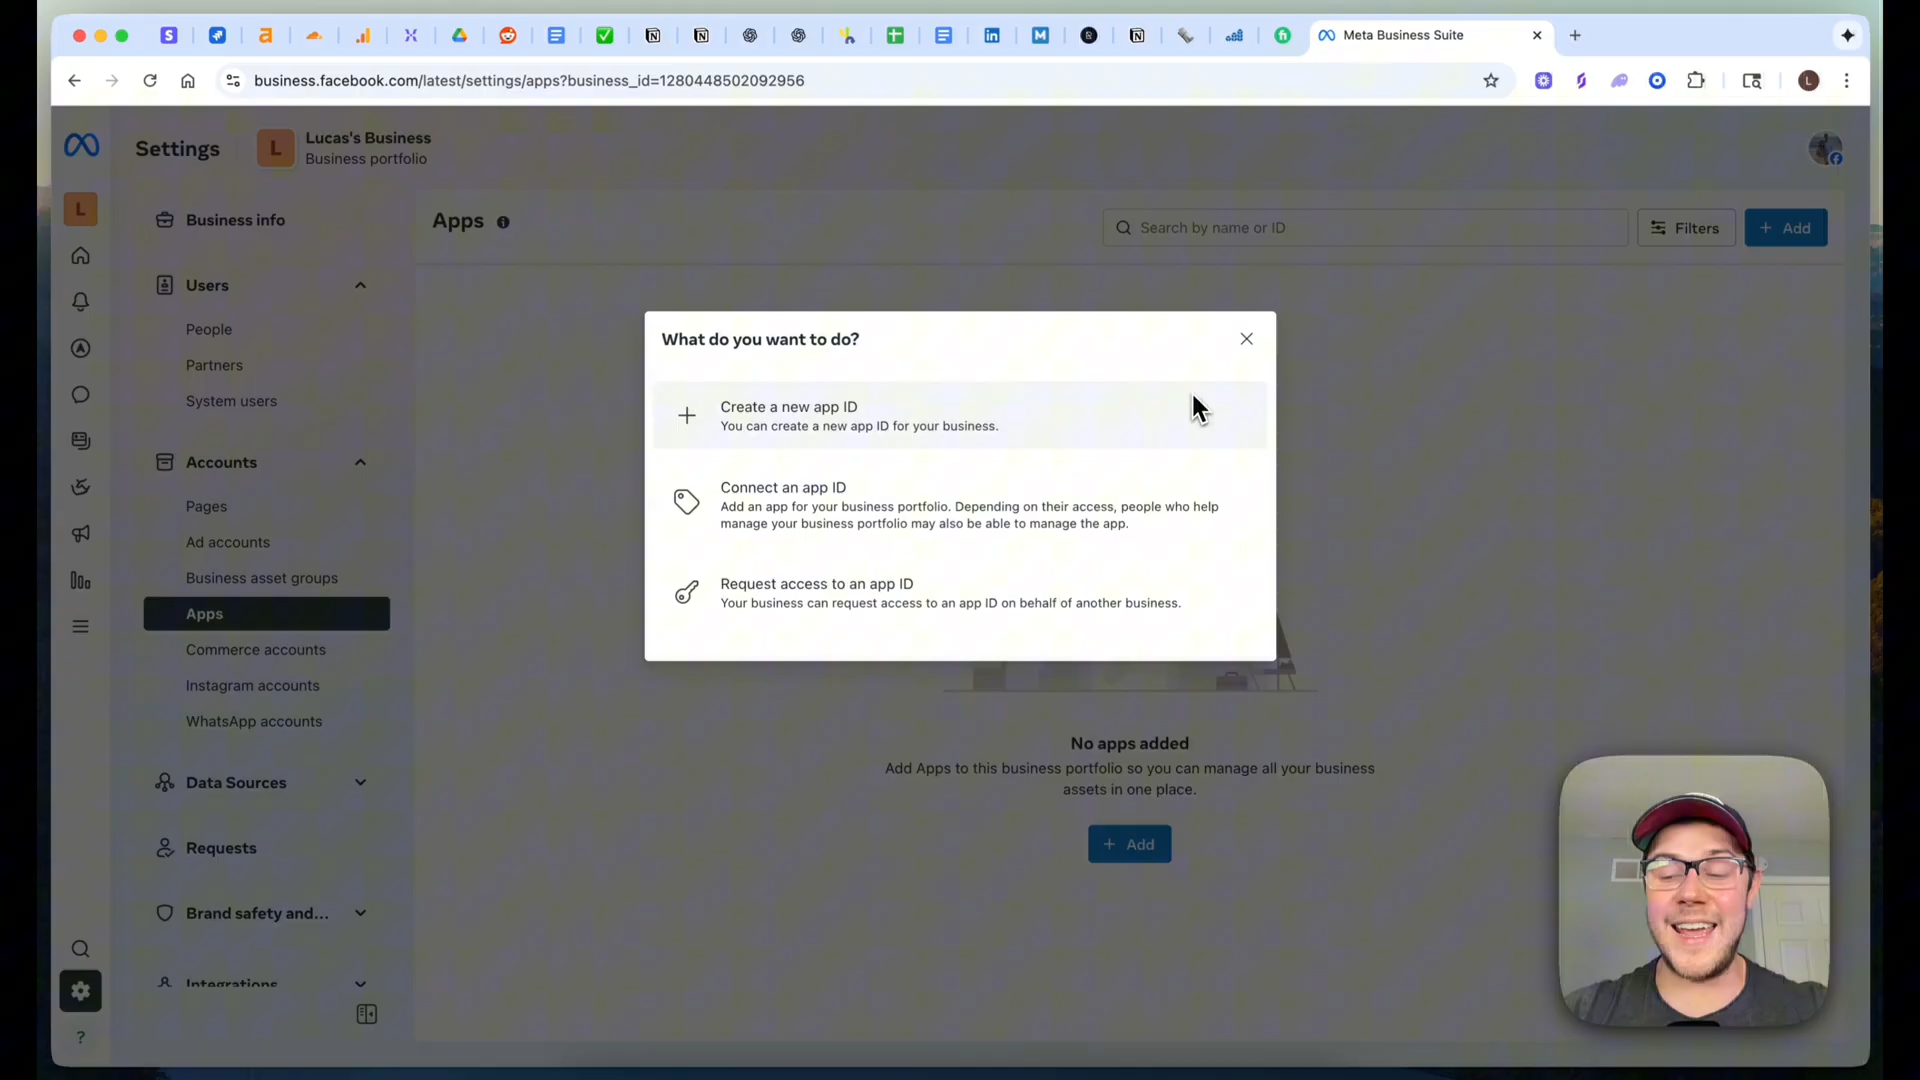 Meta Business Suite
business.facebook.com/latest/settings/apps?business_id=1280448502092956
L
Settings
L
Lucas's Business
Business portfolio
L
Business info
Users
People
Partners
System users
Accounts
Pages
Ad accounts
Business asset groups
Apps
Commerce accounts
Instagram accounts
WhatsApp accounts
Data Sources
Requests
Brand safety and...
Integrations
Apps
Search by name or ID
Filters
+ Add
What do you want to do?
Create a new app ID
You can create a new app ID for your business.
Connect an app ID
Add an app for your business portfolio. Depending on their access, people who help
manage your business portfolio may also be able to manage the app.
Request access to an app ID
Your business can request access to an app ID on behalf of another business.
No apps added
Add Apps to this business portfolio so you can manage all your business
assets in one place.
+ Add